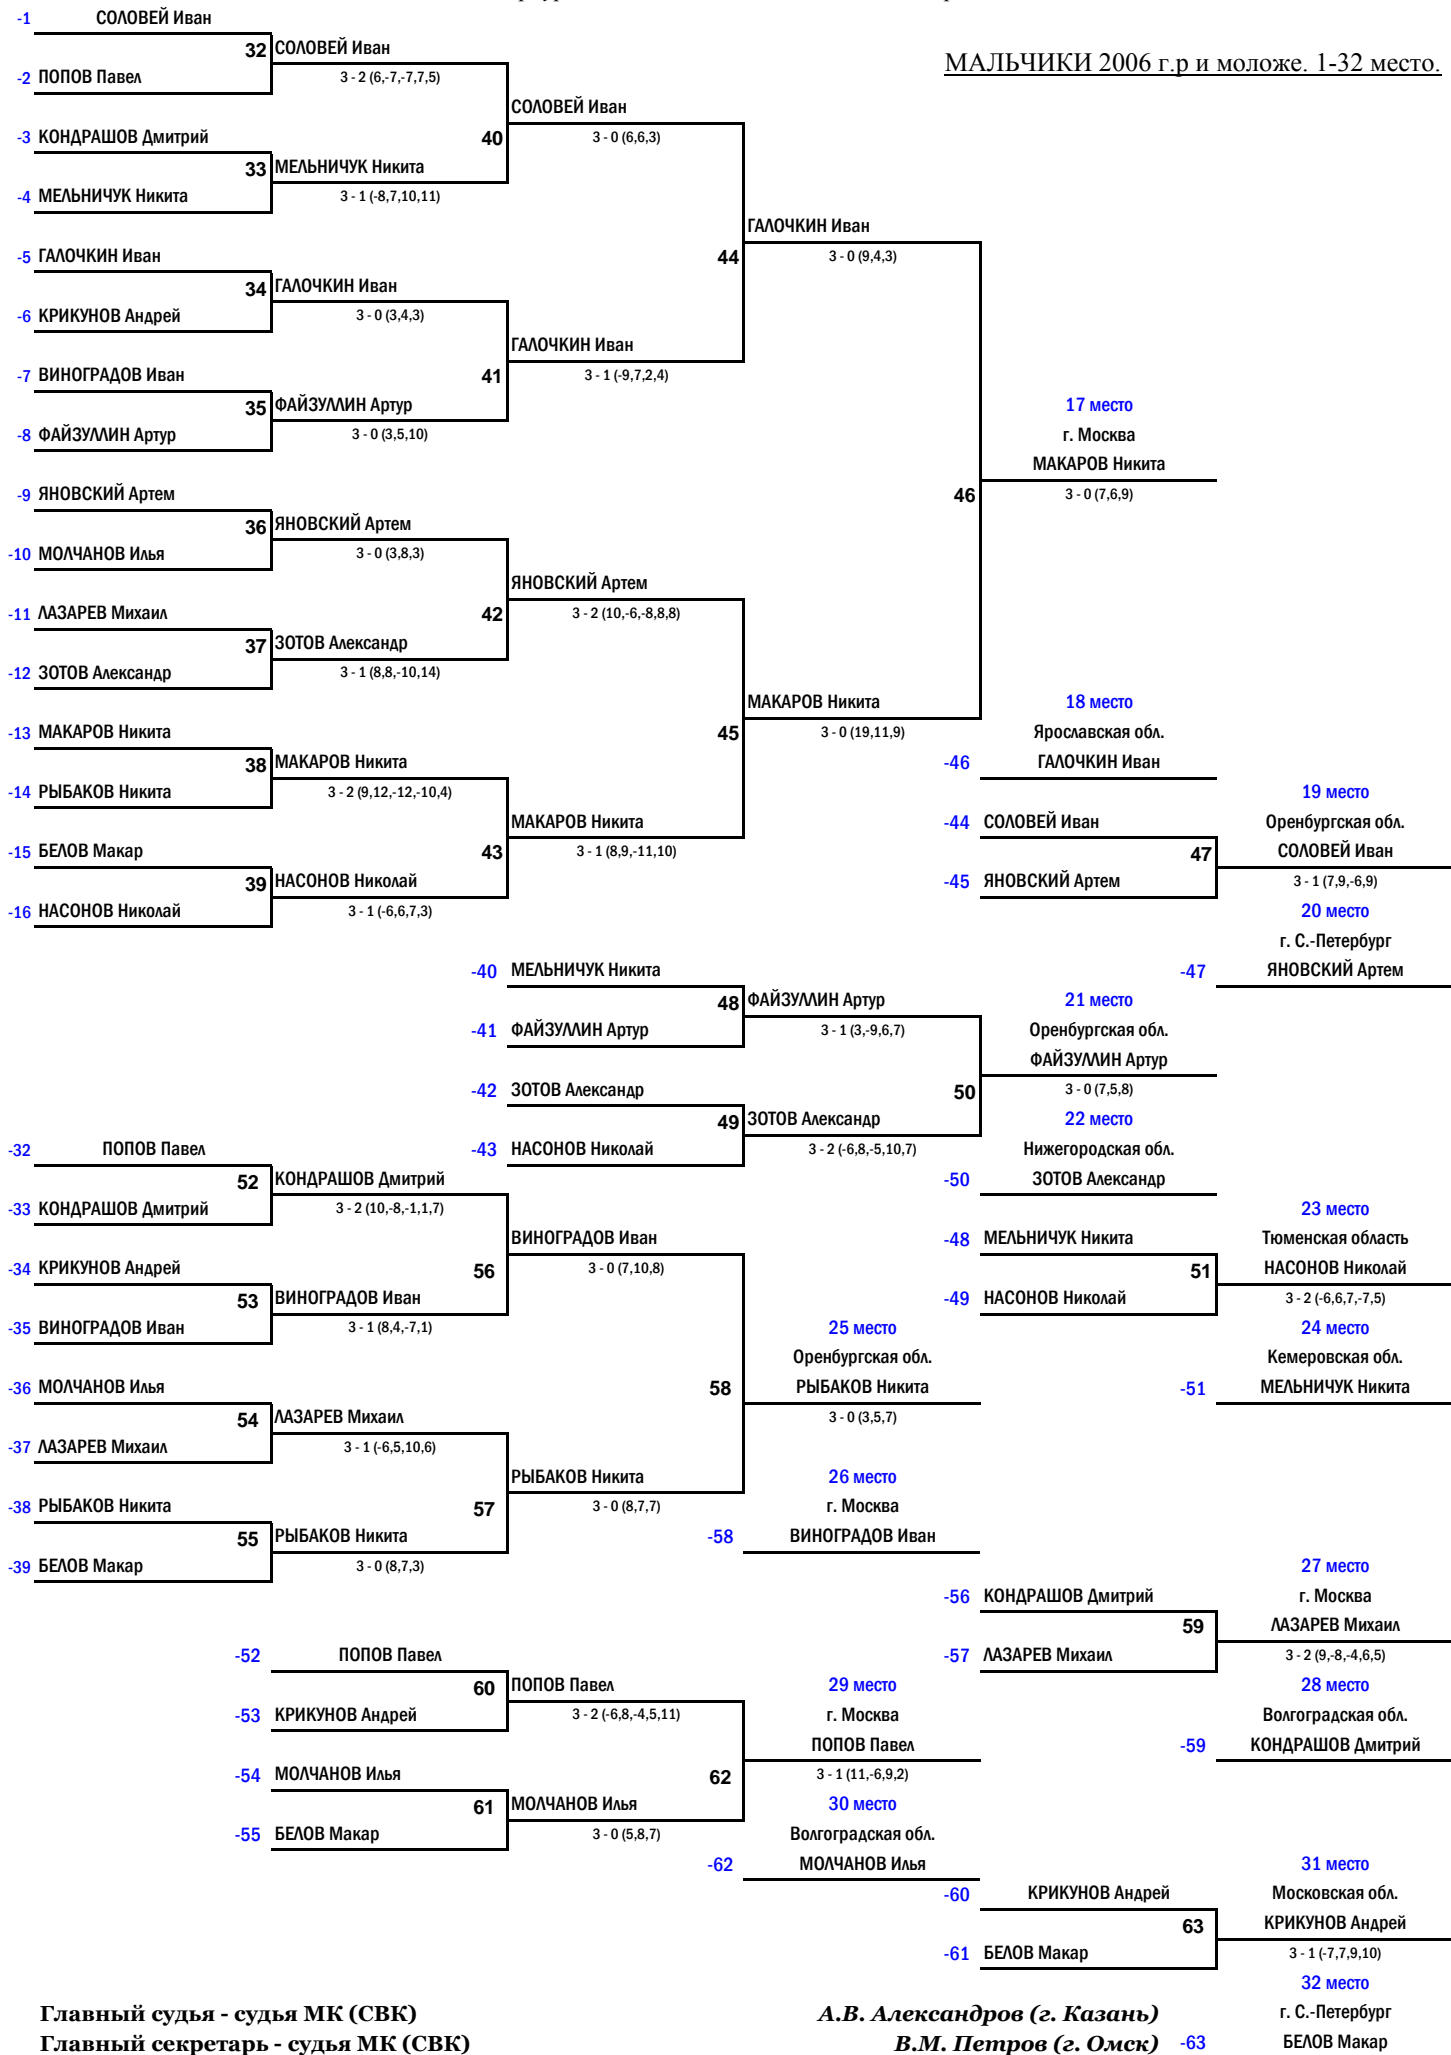 МАЛЬЧИКИ 2006 г.р и моложе. 1-32 место.
-1 СОЛОВЕЙ Иван
32 СОЛОВЕЙ Иван
-2 ПОПОВ Павел
3 - 2 (6,-7,-7,7,5)
СОЛОВЕЙ Иван
-3 КОНДРАШОВ Дмитрий
40
3 - 0 (6,6,3)
33 МЕЛЬНИЧУК Никита
-4 МЕЛЬНИЧУК Никита
3 - 1 (-8,7,10,11)
ГАЛОЧКИН Иван
-5 ГАЛОЧКИН Иван
44
3 - 0 (9,4,3)
34 ГАЛОЧКИН Иван
-6 КРИКУНОВ Андрей
3 - 0 (3,4,3)
ГАЛОЧКИН Иван
-7 ВИНОГРАДОВ Иван
41
3 - 1 (-9,7,2,4)
35 ФАЙЗУЛЛИН Артур
17 место
-8 ФАЙЗУЛЛИН Артур
3 - 0 (3,5,10)
г. Москва
МАКАРОВ Никита
-9 ЯНОВСКИЙ Артем
46
3 - 0 (7,6,9)
36 ЯНОВСКИЙ Артем
-10 МОЛЧАНОВ Илья
3 - 0 (3,8,3)
ЯНОВСКИЙ Артем
-11 ЛАЗАРЕВ Михаил
42
3 - 2 (10,-6,-8,8,8)
37 ЗОТОВ Александр
-12 ЗОТОВ Александр
3 - 1 (8,8,-10,14)
МАКАРОВ Никита
18 место
-13 МАКАРОВ Никита
45
3 - 0 (19,11,9)
Ярославская обл.
38 МАКАРОВ Никита
-46 ГАЛОЧКИН Иван
-14 РЫБАКОВ Никита
3 - 2 (9,12,-12,-10,4)
19 место
МАКАРОВ Никита
-44 СОЛОВЕЙ Иван
Оренбургская обл.
-15 БЕЛОВ Макар
43
3 - 1 (8,9,-11,10)
47 СОЛОВЕЙ Иван
39 НАСОНОВ Николай
-45 ЯНОВСКИЙ Артем
3 - 1 (7,9,-6,9)
-16 НАСОНОВ Николай
3 - 1 (-6,6,7,3)
20 место
г. С.-Петербург
-40 МЕЛЬНИЧУК Никита
-47 ЯНОВСКИЙ Артем
48 ФАЙЗУЛЛИН Артур
21 место
-41 ФАЙЗУЛЛИН Артур
3 - 1 (3,-9,6,7)
Оренбургская обл.
ФАЙЗУЛЛИН Артур
-42 ЗОТОВ Александр
50
3 - 0 (7,5,8)
49 ЗОТОВ Александр
22 место
-32 ПОПОВ Павел
-43 НАСОНОВ Николай
3 - 2 (-6,8,-5,10,7)
Нижегородская обл.
52 КОНДРАШОВ Дмитрий
-50 ЗОТОВ Александр
-33 КОНДРАШОВ Дмитрий
3 - 2 (10,-8,-1,1,7)
23 место
ВИНОГРАДОВ Иван
-48 МЕЛЬНИЧУК Никита
Тюменская область
-34 КРИКУНОВ Андрей
56
3 - 0 (7,10,8)
51 НАСОНОВ Николай
53 ВИНОГРАДОВ Иван
-49 НАСОНОВ Николай
3 - 2 (-6,6,7,-7,5)
-35 ВИНОГРАДОВ Иван
3 - 1 (8,4,-7,1)
25 место
24 место
Оренбургская обл.
Кемеровская обл.
-36 МОЛЧАНОВ Илья
58 РЫБАКОВ Никита
-51 МЕЛЬНИЧУК Никита
54 ЛАЗАРЕВ Михаил
3 - 0 (3,5,7)
-37 ЛАЗАРЕВ Михаил
3 - 1 (-6,5,10,6)
РЫБАКОВ Никита
26 место
-38 РЫБАКОВ Никита
57
3 - 0 (8,7,7)
г. Москва
55 РЫБАКОВ Никита
-58 ВИНОГРАДОВ Иван
-39 БЕЛОВ Макар
3 - 0 (8,7,3)
27 место
-56 КОНДРАШОВ Дмитрий
г. Москва
59 ЛАЗАРЕВ Михаил
-52 ПОПОВ Павел
-57 ЛАЗАРЕВ Михаил
3 - 2 (9,-8,-4,6,5)
60 ПОПОВ Павел
29 место
28 место
-53 КРИКУНОВ Андрей
3 - 2 (-6,8,-4,5,11)
г. Москва
Волгоградская обл.
ПОПОВ Павел
-59 КОНДРАШОВ Дмитрий
-54 МОЛЧАНОВ Илья
62
3 - 1 (11,-6,9,2)
61 МОЛЧАНОВ Илья
30 место
-55 БЕЛОВ Макар
3 - 0 (5,8,7)
Волгоградская обл.
-62 МОЛЧАНОВ Илья
31 место
-60 КРИКУНОВ Андрей
Московская обл.
63 КРИКУНОВ Андрей
-61 БЕЛОВ Макар
3 - 1 (-7,7,9,10)
32 место
Главный судья - судья МК (СВК) А.В. Александров (г. Казань)
г. С.-Петербург
Главный секретарь - судья МК (СВК) В.М. Петров (г. Омск)
-63 БЕЛОВ Макар